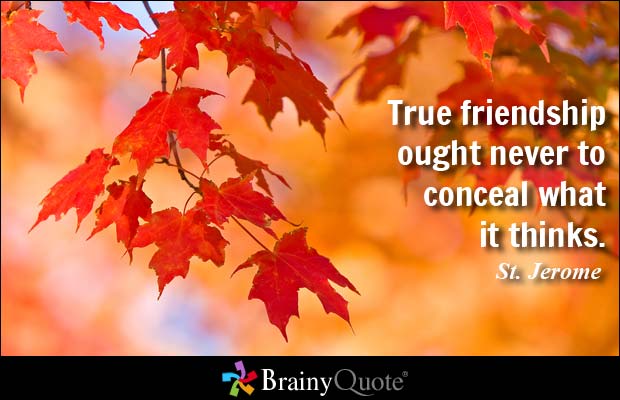 True friendship
ought never to
conceal what
it thinks.
St. Jerome
BrainyQuote®